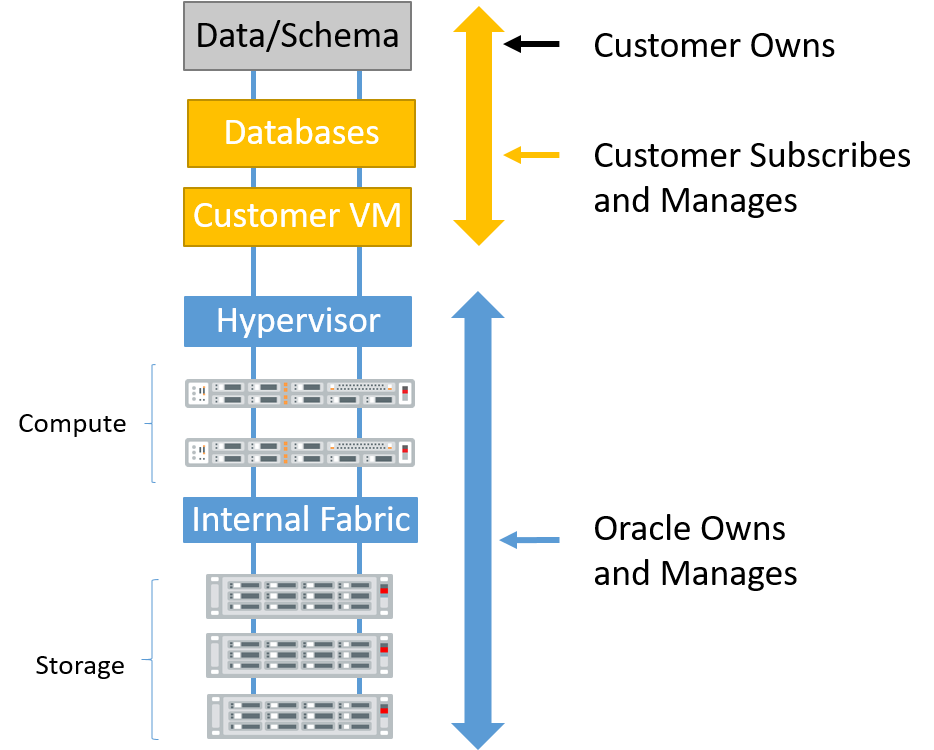 Data/Schema
Customer Owns
Databases
Customer Subscribes
and Manages
Customer VM
Hypervisor
Compute
Internal Fabric
Oracle Owns
and Manages
Storage